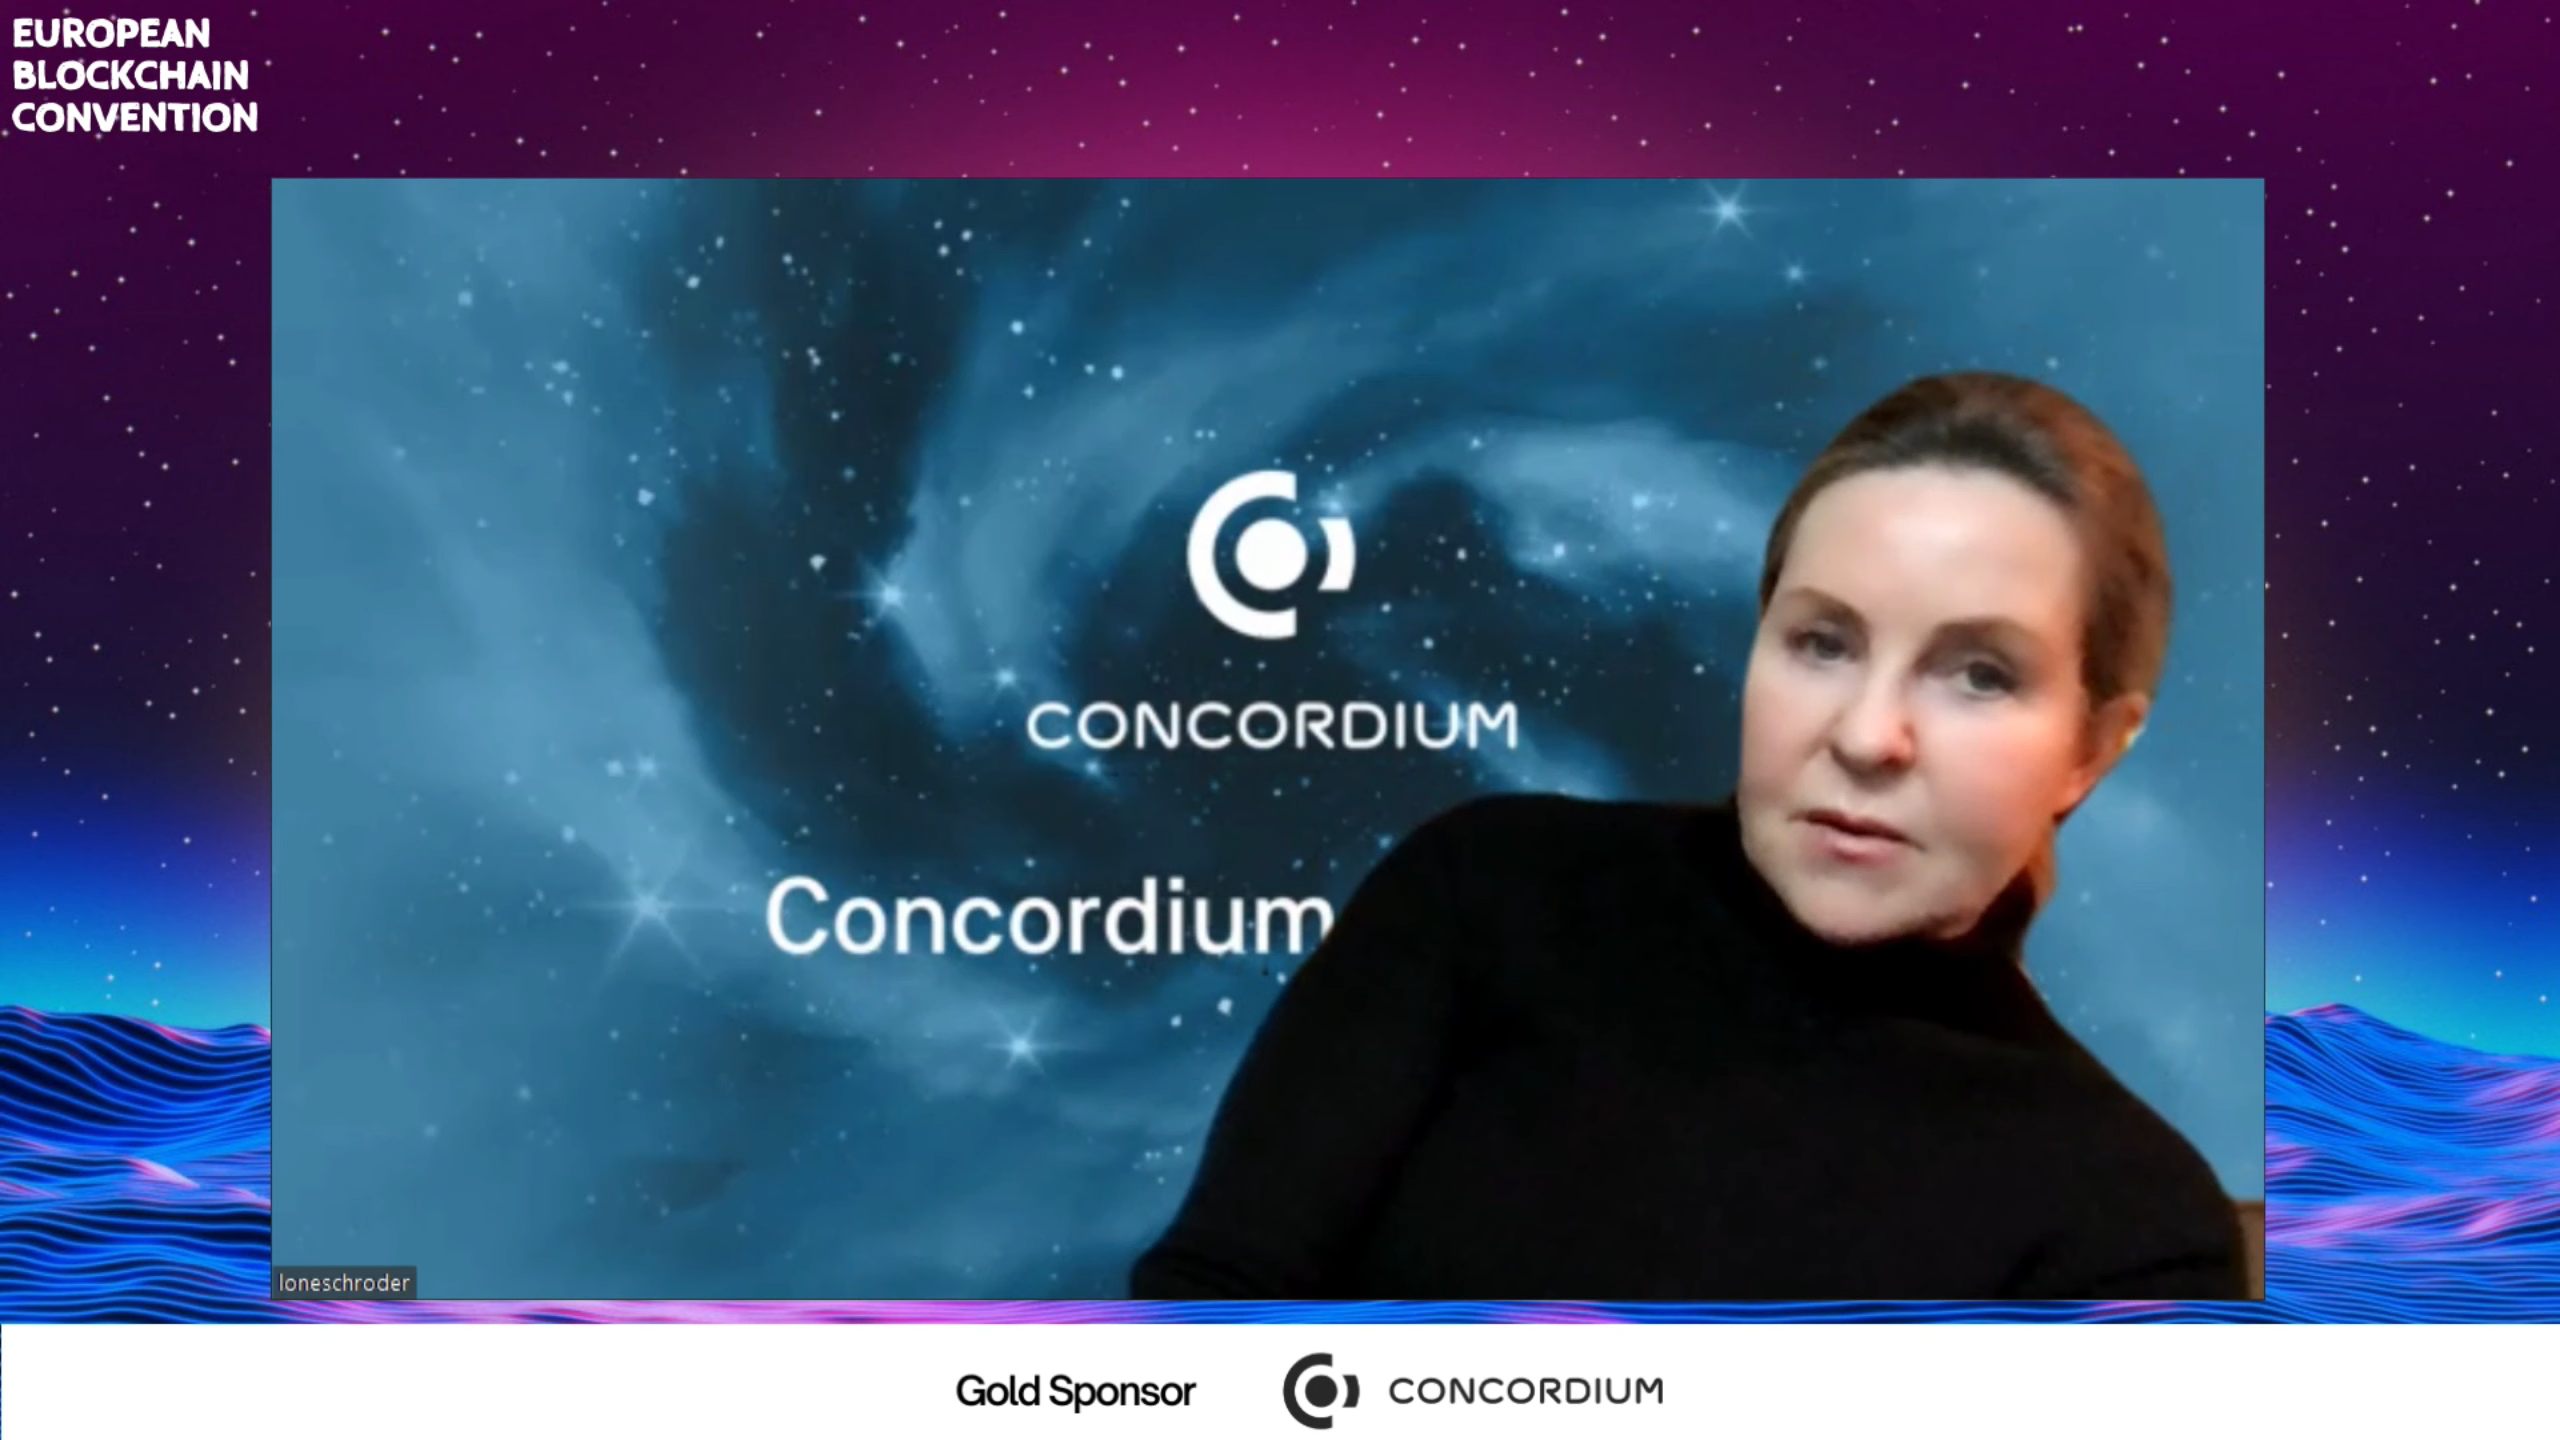 EUROPEAN
BLOCKCHAIN
CONVENTION
CONCORDIUM
Concordium
loneschroder
Gold Sponsor CONCORDIUM